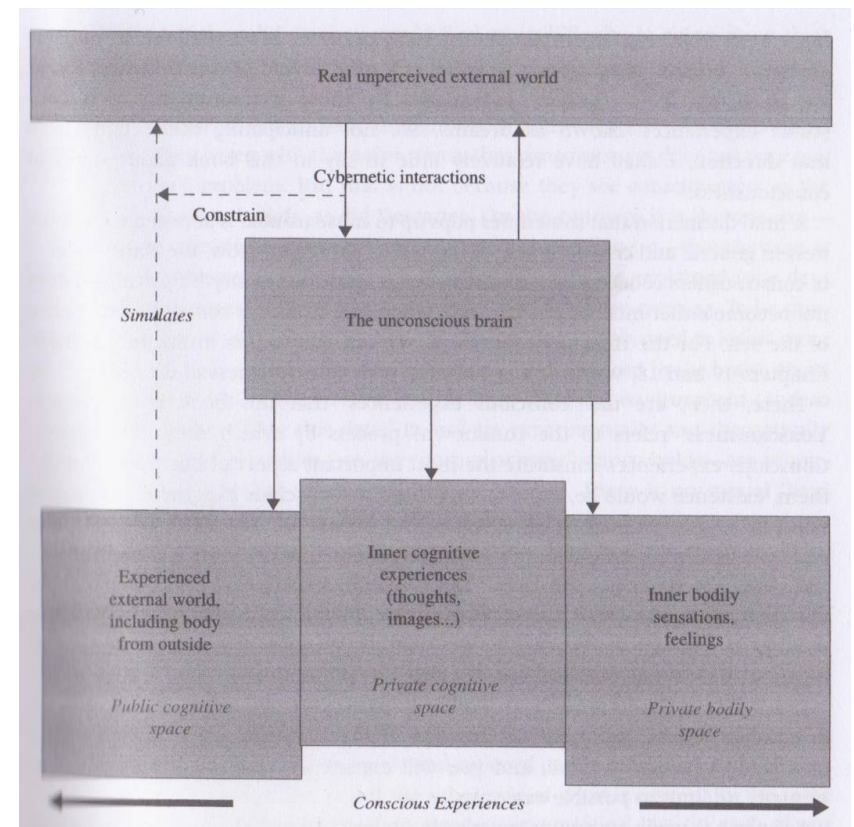 Real unperceived external world
Cybernetic interactions
Constrain
Simulates
The unconscious brain
Experienced
external world,
including body
from outside
Public cognitive
space
Inner cognitive
experiences
(thoughts,
images...)
Private cognitive
space
Inner bodily
sensations,
feelings
Private bodily
space
Conscious Experiences